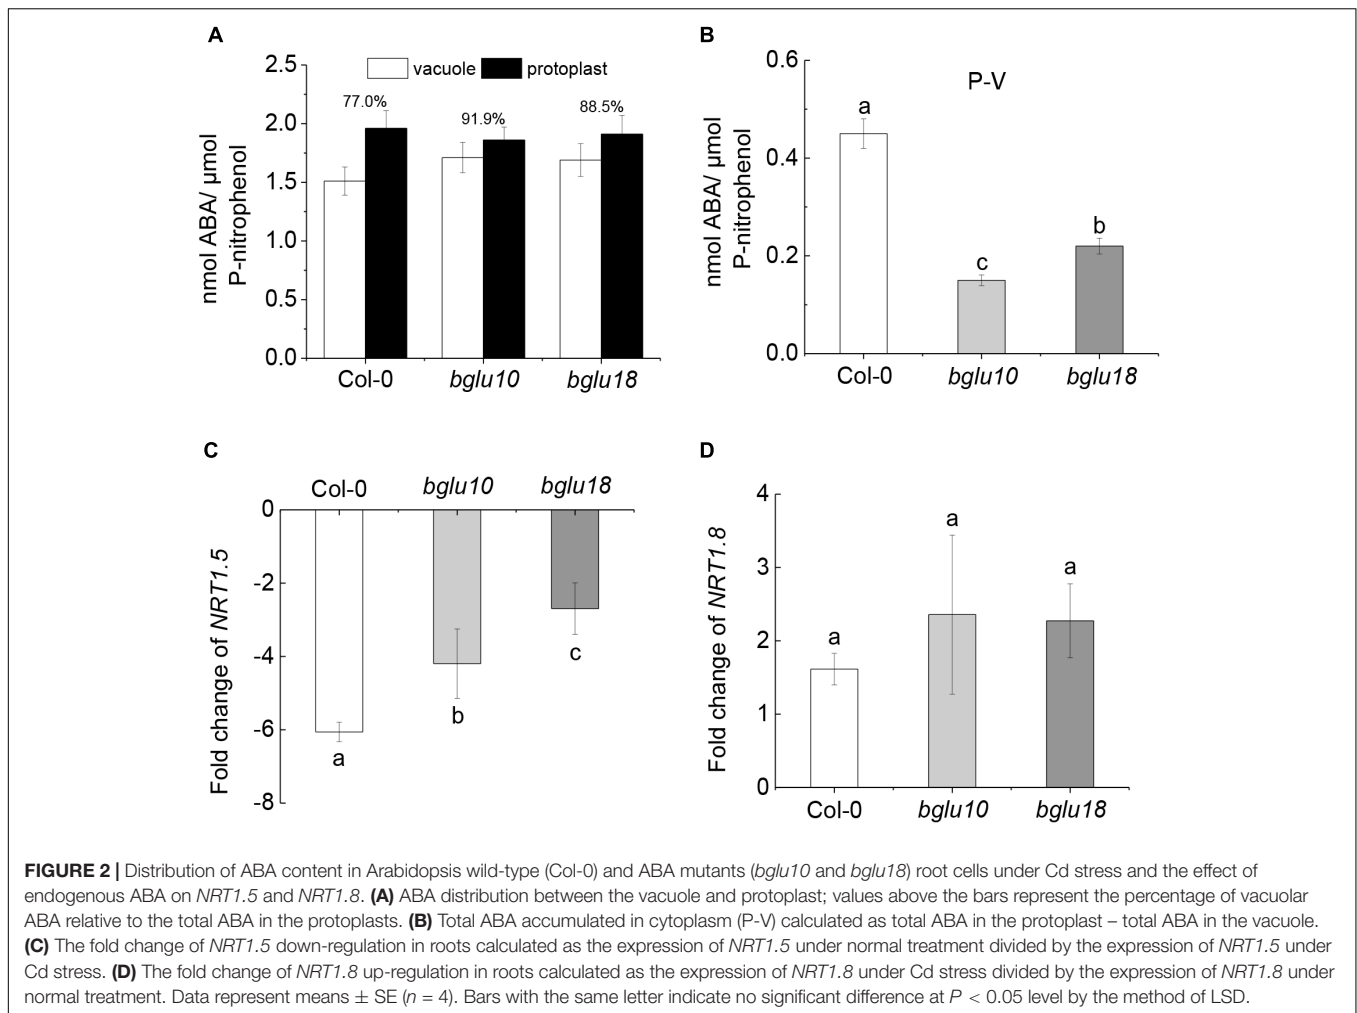 A
2.5
2.0
1.5
1.0
0.5
0.0
nmol ABA/ µmol
P-nitrophenol
vacuole
protoplast
77.0%
91.9%
88.5%
Col-0
bglu10
bglu18
B
P-V
0.6
0.4
0.2
0.0
nmol ABA/ µmol
P-nitrophenol
a
c
b
Col-0
bglu10
bglu18
C
Col-0
bglu10
bglu18
0
-2
-4
-6
-8
Fold change of NRT1.5
a
b
c
D
4
3
2
1
0
Fold change of NRT1.8
a
a
a
Col-0
bglu10
bglu18
FIGURE 2 | Distribution of ABA content in Arabidopsis wild-type (Col-0) and ABA mutants (bglu10 and bglu18) root cells under Cd stress and the effect of
endogenous ABA on NRT1.5 and NRT1.8. (A) ABA distribution between the vacuole and protoplast; values above the bars represent the percentage of vacuolar
ABA relative to the total ABA in the protoplasts. (B) Total ABA accumulated in cytoplasm (P-V) calculated as total ABA in the protoplast – total ABA in the vacuole.
(C) The fold change of NRT1.5 down-regulation in roots calculated as the expression of NRT1.5 under normal treatment divided by the expression of NRT1.5 under
Cd stress. (D) The fold change of NRT1.8 up-regulation in roots calculated as the expression of NRT1.8 under Cd stress divided by the expression of NRT1.8 under
normal treatment. Data represent means ± SE (n = 4). Bars with the same letter indicate no significant difference at P < 0.05 level by the method of LSD.